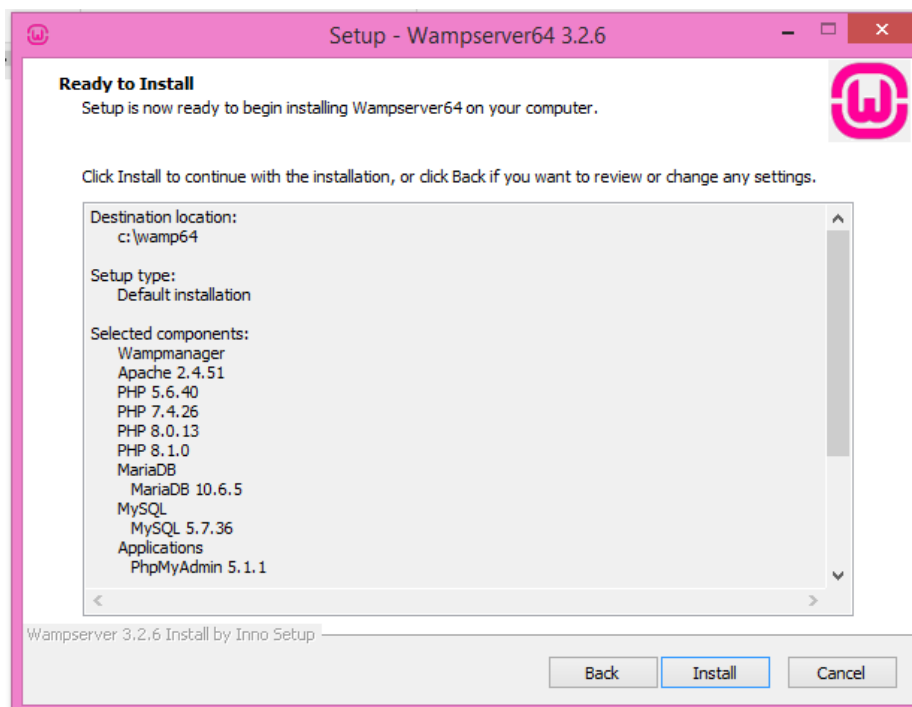 Setup - Wampserver64 3.2.6
Ready to Install
Setup is now ready to begin installing Wampserver64 on your computer.
Click Install to continue with the installation, or click Back if you want to review or change any settings.
Destination location:
c:\wamp64
Setup type:
Default installation
Selected components:
Wampmanager
Apache 2.4.51
PHP 5.6.40
PHP 7.4.26
PHP 8.0.13
PHP 8.1.0
MariaDB
MariaDB 10.6.5
MySQL
MySQL 5.7.36
Applications
PhpMyAdmin 5.1.1
Wampserver 3.2.6 Install by Inno Setup
Back
Install
Cancel